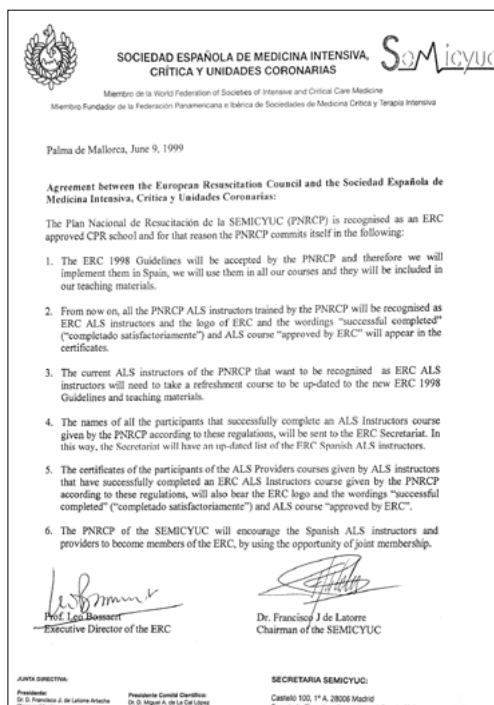 SOCIEDAD ESPAÑOLA DE MEDICINA INTENSIVA,
CRÍTICA Y UNIDADES CORONARIAS
SoMicyuc
Miembro de la World Federation of Societies of Intensive and Critical Care Medicine
Miembro Fundador de la Federación Panamericana e Ibérica de Sociedades de Medicina Crítica y Terapia Intensiva
Palma de Mallorca, June 9, 1999
Agreement between the European Resuscitation Council and the Sociedad Española de
Medicina Intensiva, Crítica y Unidades Coronarias:
The Plan Nacional de Resucitación de la SEMICYUC (PNRCP) is recognised as an ERC
approved CPR school and for that reason the PNRCP commits itself in the following:
1. The ERC 1998 Guidelines will be accepted by the PNRCP and therefore we will
implement them in Spain, we will use them in all our courses and they will be included in
our teaching materials.
2. From now on, all the PNRCP ALS instructors trained by the PNRCP will be recognised as
ERC ALS instructors and the logo of ERC and the wordings “successful completed”
(“completado satisfactoriamente”) and ALS course “approved by ERC” will appear in the
certificates.
3. The current ALS instructors of the PNRCP that want to be recognised as ERC ALS
instructors will need to take a refreshment course to be up-dated to the new ERC 1998
Guidelines and teaching materials.
4. The names of all the participants that successfully complete an ALS Instructors course
given by the PNRCP according to these regulations, will be sent to the ERC Secretariat. In
this way, the Secretariat will have an up-dated list of the ERC Spanish ALS instructors.
5. The certificates of the participants of the ALS Providers courses given by ALS instructors
that have successfully completed an ERC ALS Instructors course given by the PNRCP
according to these regulations, will also bear the ERC logo and the wordings “successful
completed” (“completado satisfactoriamente”) and ALS course “approved by ERC”.
6. The PNRCP of the SEMICYUC will encourage the Spanish ALS instructors and
providers to become members of the ERC, by using the opportunity of joint membership.
Prof. Leo Bossaert
Executive Director of the ERC
Dr. Francisco J de Latorre
Chairman of the SEMICYUC
JUNTA DIRECTIVA:
Presidente:
Dr. D. Francisco J. de Latorre Arteche
Presidente Comité Científico:
Dr. D. Miguel A. de La Cal López
SECRETARIA SEMICYUC:
Castelló 100, 1º A. 28006 Madrid